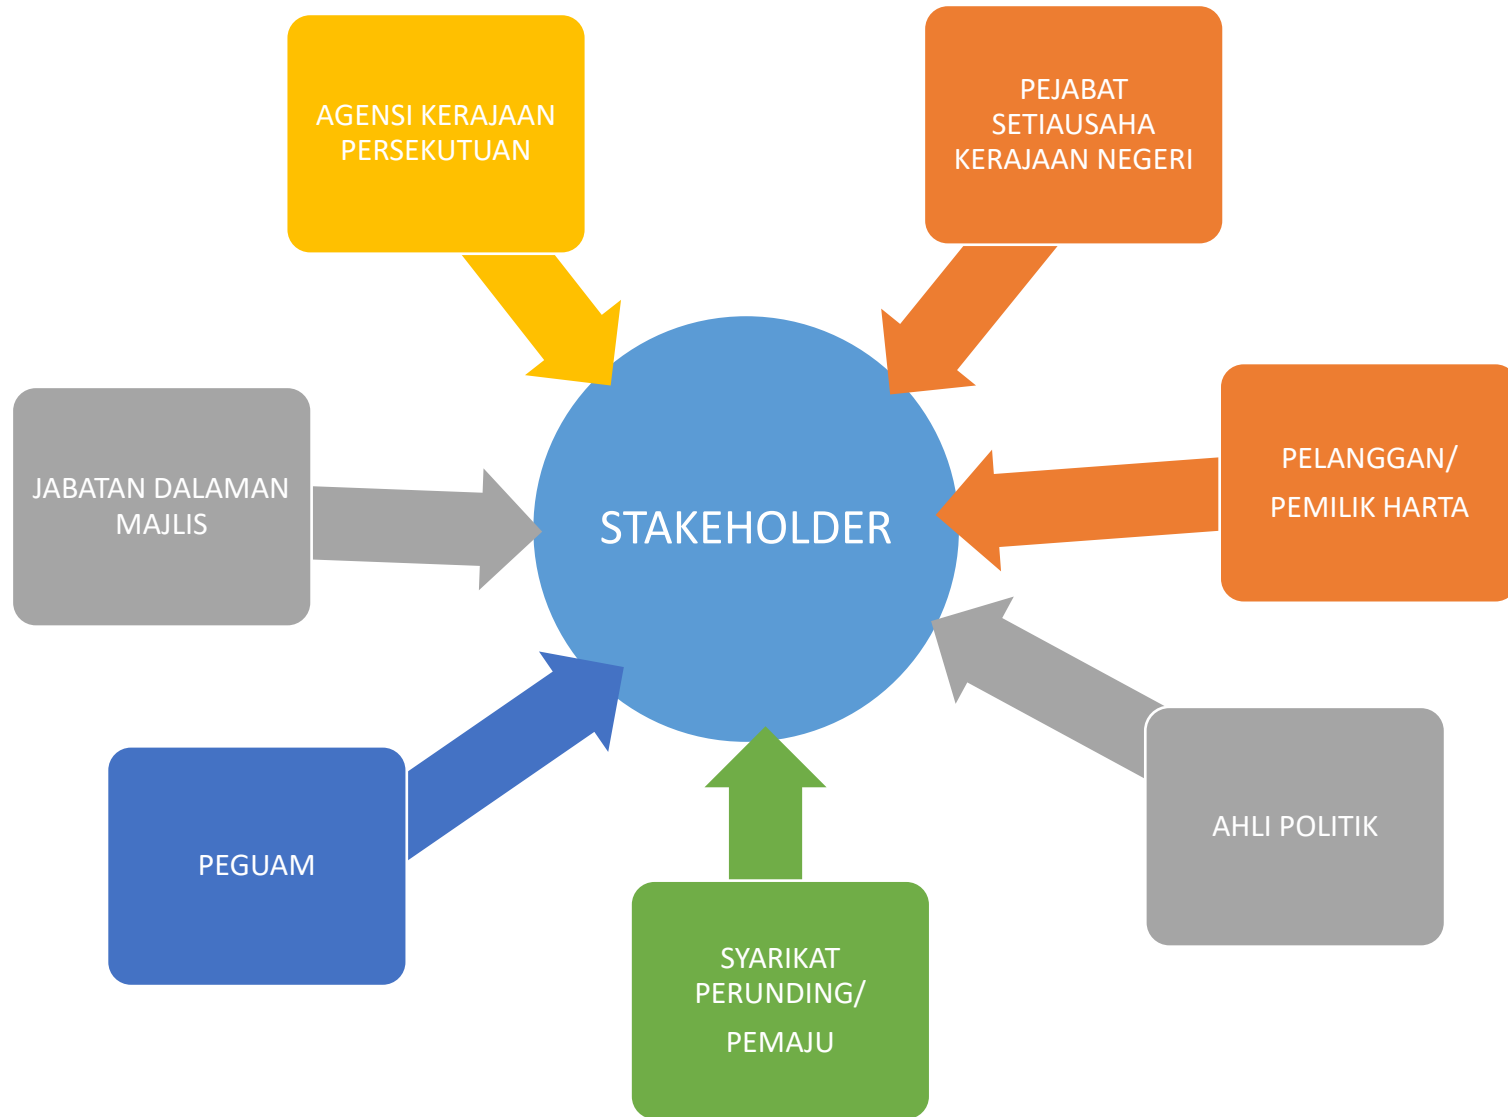 AGENSI KERAJAAN
PERSEKUTUAN
PEJABAT
SETIAUSAHA
KERAJAAN NEGERI
JABATAN DALAMAN
MAJLIS
STAKEHOLDER
PELANGGAN/
PEMILIK HARTA
PEGUAM
AHLI POLITIK
SYARIKAT
PERUNDING/
PEMAJU